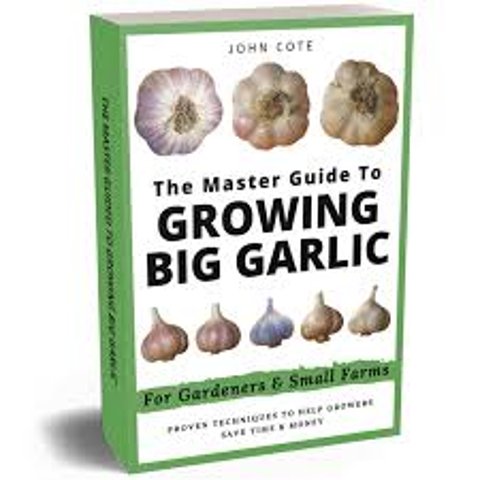 JOHN COTE
The Master Guide To
GROWING
BIG GARLIC
For Gardeners & Small Farms
PROVEN TECHNIQUES TO HELP GROWERS
SAVE TIME & MONEY
THE MASTER GUIDE TO GROWING BIG GARLIC